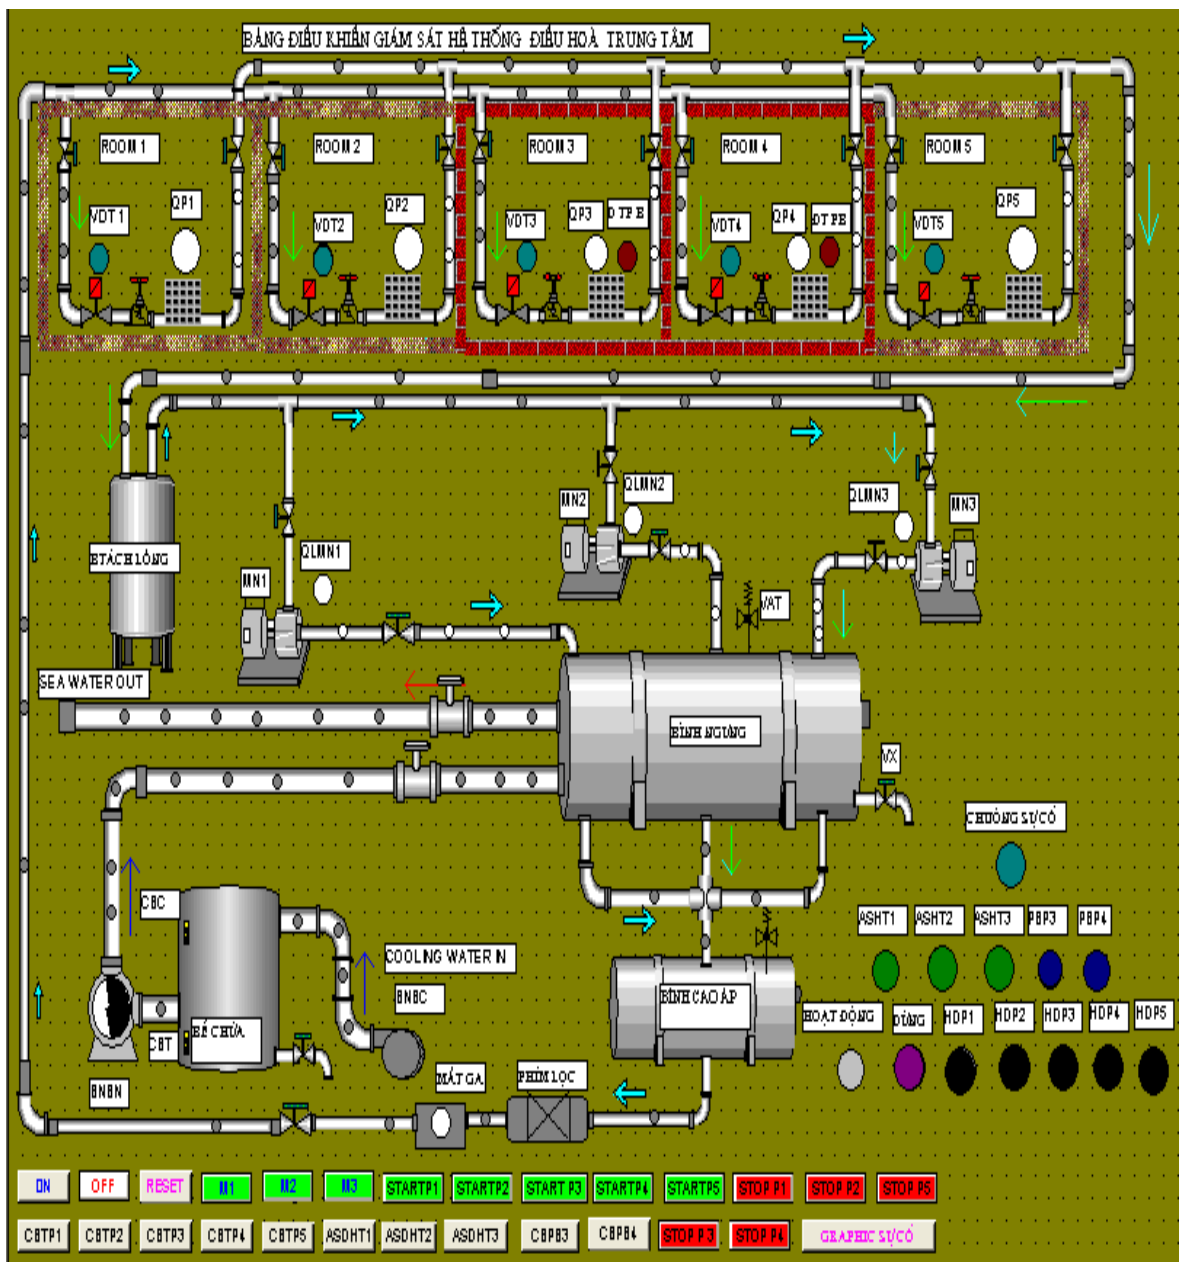 BẢNG ĐIỀU KHIỂN GIÁM SÁT HỆ THỐNG ĐIỀU HOÀ TRUNG TÂM
ROOM 1
ROOM 2
ROOM 3
ROOM 4
ROOM 5
VDT1
QP1
VDT2
QP2
VDT3
QP3
DTPE
VDT4
QP4
DTPE
VDT5
QP5
BTÁCH LỎNG
MN1
QLMN1
MN2
QLMN2
QLMN3
MN3
VAT
SEA WATER OUT
BÌNH NGƯNG
VX
CHUÔNG SỰ CỐ
CBC
COOLING WATER IN
BNBC
BỂ CHỨA
CBT
BNBN
BÌNH CAO ÁP
MẮT GA
PHIM LỌC
ASHT1
ASHT2
ASHT3
PBP3
PBP4
HOẠT ĐỘNG
DỪNG
HDP1
HDP2
HDP3
HDP4
HDP5
ON
OFF
RESET
M1
M2
M3
STARTP1
STARTP2
START P3
STARTP4
STARTP5
STOP P1
STOP P2
STOP P5
CBTP1
CBTP2
CBTP3
CBTP4
CBTP5
ASDHT1
ASDHT2
ASDHT3
CBPB3
CBPB4
STOP P3
STOP P4
GRAPHIC SỰ CỐ